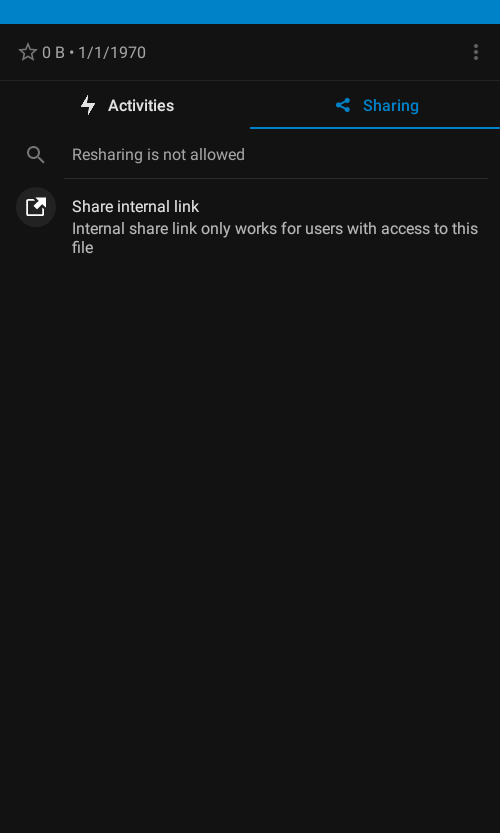 0 B • 1/1/1970
Activities
Sharing
Resharing is not allowed
Share internal link
Internal share link only works for users with access to this
file